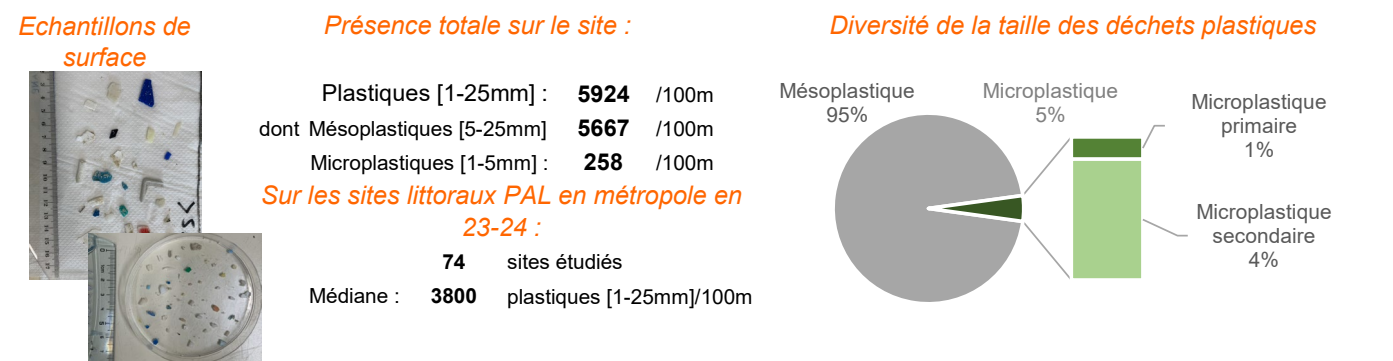 Echantillons de
surface
Présence totale sur le site :
Plastiques [1-25mm] : 5924 /100m
dont Mésoplastiques [5-25mm] 5667 /100m
Microplastiques [1-5mm] : 258 /100m
Sur les sites littoraux PAL en métropole en
23-24 :
74 sites étudiés
Médiane : 3800 plastiques [1-25mm]/100m
Diversité de la taille des déchets plastiques
Mésoplastique
95%
Microplastique
5%
Microplastique
primaire
1%
Microplastique
secondaire
4%